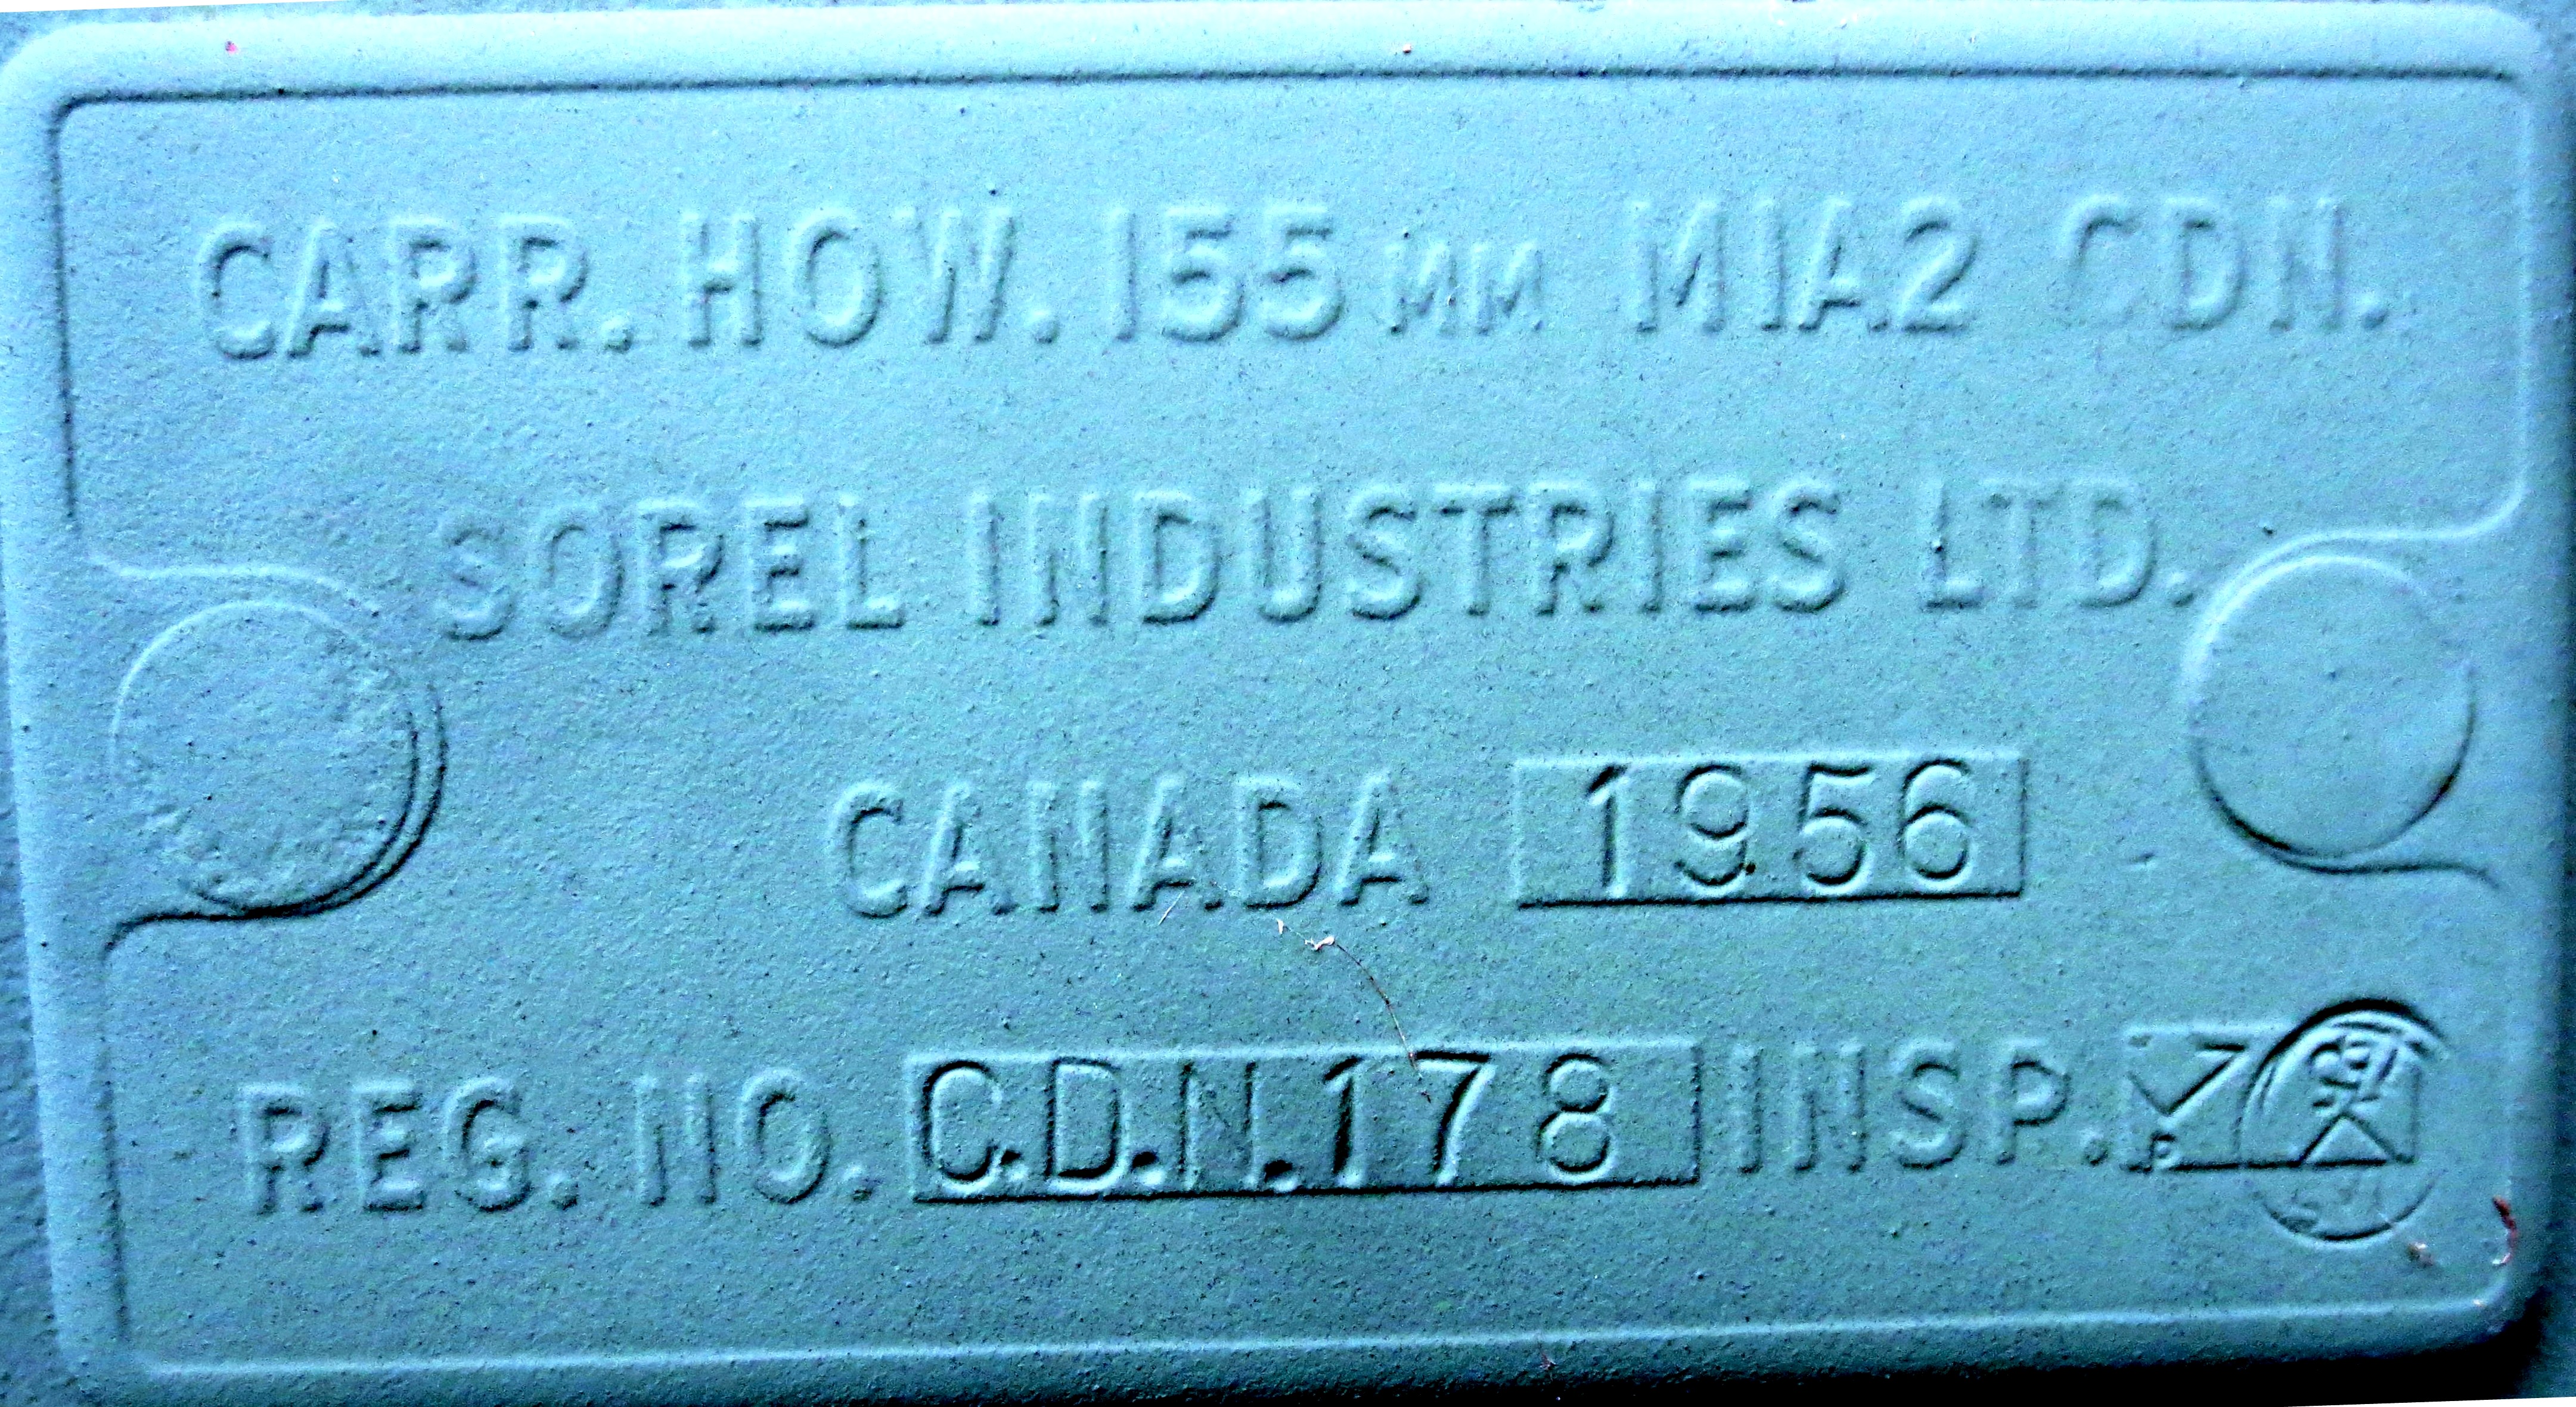 CARR. HOW. 155 MM M1A2 CDN.
SOREL INDUSTRIES LTD.
CANADA 1956
REG. NO. C.D.N.178 INSP.